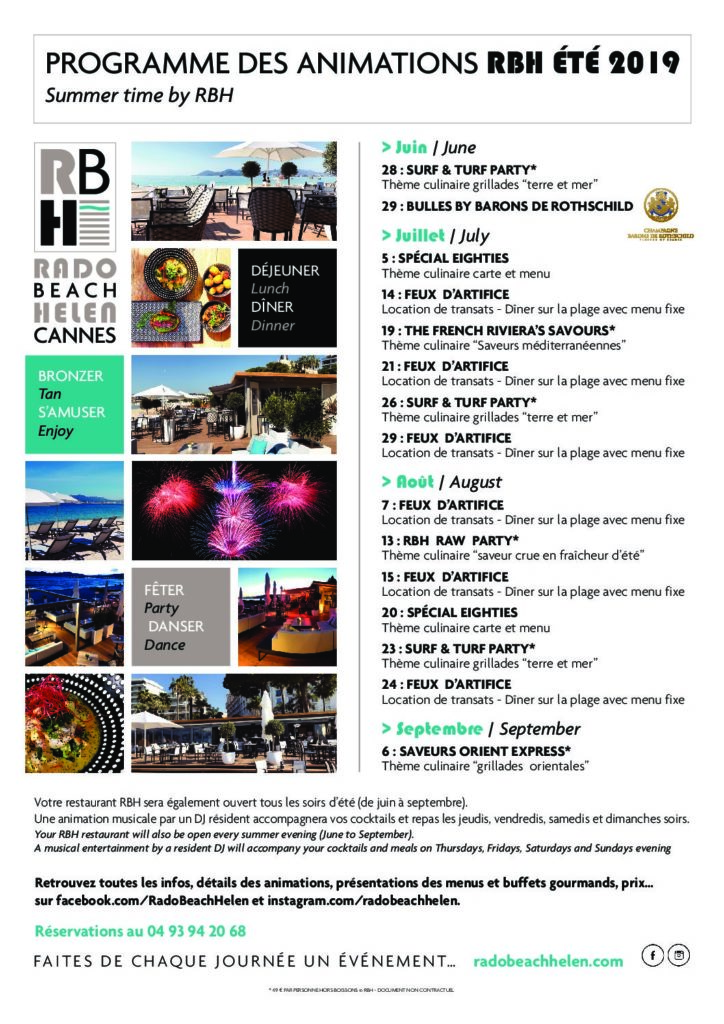 PROGRAMME DES ANIMATIONS RBH ÉTÉ 2019
Summer time by RBH
RB
H
RADO
BEACH
HELEN
CANNES
DÉJEUNER
Lunch
DÎNER
Dinner
BRONZER
Tan
S'AMUSER
Enjoy
FÊTER
Party
DANSER
Dance
> Juin / June
28 : SURF & TURF PARTY*
Thème culinaire grillades “terre et mer”
29 : BULLES BY BARONS DE ROTHSCHILD
CHAMPAGNE
BARONS DE ROTHSCHILD
> Juillet / July
5 : SPÉCIAL EIGHTIES
Thème culinaire carte et menu
14 : FEUX D'ARTIFICE
Location de transats - Dîner sur la plage avec menu fixe
19 : THE FRENCH RIVIERA'S SAVOURS*
Thème culinaire “Saveurs méditerranéennes”
21 : FEUX D'ARTIFICE
Location de transats - Dîner sur la plage avec menu fixe
26 : SURF & TURF PARTY*
Thème culinaire grillades “terre et mer”
29 : FEUX D'ARTIFICE
Location de transats - Dîner sur la plage avec menu fixe
> Août / August
7 : FEUX D'ARTIFICE
Location de transats - Dîner sur la plage avec menu fixe
13 : RBH RAW PARTY*
Thème culinaire “saveur crue en fraîcheur d'été”
15 : FEUX D'ARTIFICE
Location de transats - Dîner sur la plage avec menu fixe
20 : SPÉCIAL EIGHTIES
Thème culinaire carte et menu
23 : SURF & TURF PARTY*
Thème culinaire grillades “terre et mer”
24 : FEUX D'ARTIFICE
Location de transats - Dîner sur la plage avec menu fixe
> Septembre / September
6 : SAVEURS ORIENT EXPRESS*
Thème culinaire “grillades orientales”
Votre restaurant RBH sera également ouvert tous les soirs d'été (de juin à septembre).
Une animation musicale par un DJ résident accompagnera vos cocktails et repas les jeudis, vendredis, samedis et dimanches soirs.
Your RBH restaurant will also be open every summer evening (June to September).
A musical entertainment by a resident DJ will accompany your cocktails and meals on Thursdays, Fridays, Saturdays and Sundays evening
Retrouvez toutes les infos, détails des animations, présentations des menus et buffets gourmands, prix...
sur facebook.com/RadoBeachHelen et instagram.com/radobeachhelen.
Réservations au 04 93 94 20 68
FAITES DE CHAQUE JOURNÉE UN ÉVÉNEMENT... radobeachhelen.com
* 49 € PAR PERSONNE HORS BOISSONS © RBH - DOCUMENT NON CONTRACTUEL